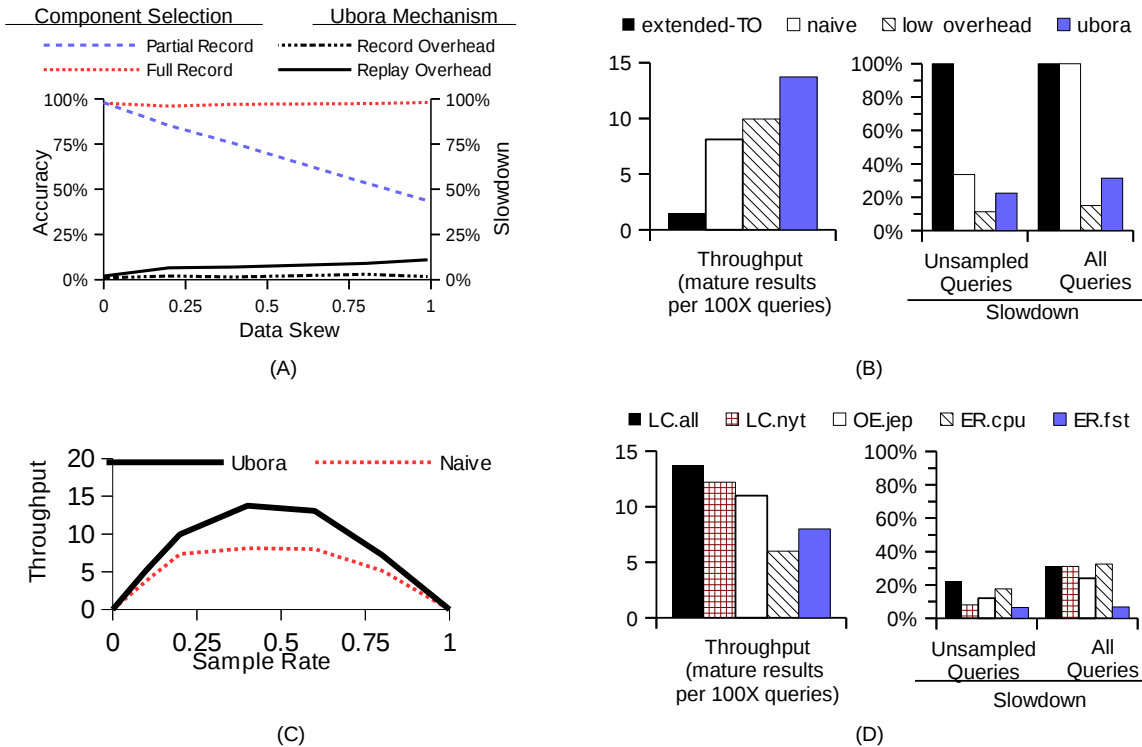 Component Selection
Ubora Mechanism
Partial Record
Record Overhead
Full Record
Replay Overhead
100%
75%
50%
25%
0%
Accuracy
100%
75%
50%
25%
0%
Slowdown
0 0.25 0.5 0.75 1
Data Skew
(A)
extended-TO naive low overhead ubora
15
10
5
0
Throughput
(mature results
per 100X queries)
100%
80%
60%
40%
20%
0%
Unsampled
Queries
All
Queries
Slowdown
(B)
20
15
10
5
0
Throughput
Ubora Naive
0 0.25 0.5 0.75 1
Sample Rate
(C)
LC.all LC.nyt OE.jep ER.cpu ER.fst
15
10
5
0
Throughput
(mature results
per 100X queries)
100%
80%
60%
40%
20%
0%
Unsampled
Queries
All
Queries
Slowdown
(D)